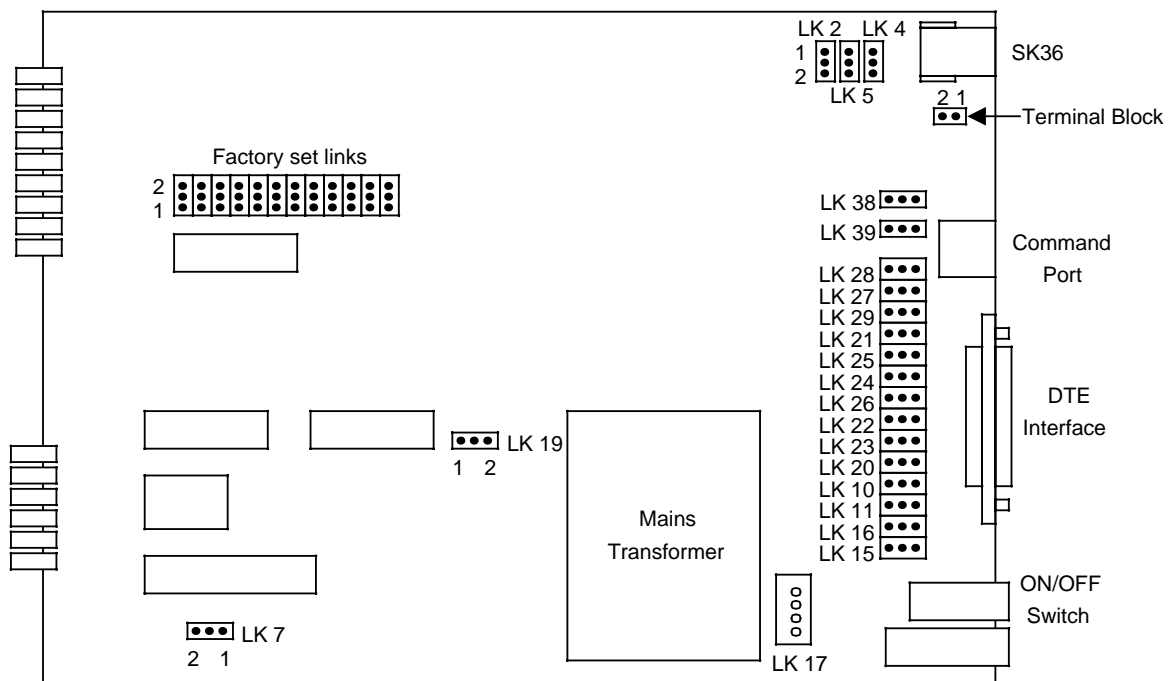 LK 2 LK 4
1
2
LK 5
SK36
2 1
Terminal Block
Factory set links
2
1
LK 38
LK 39
Command
Port
LK 28
LK 27
LK 29
LK 21
LK 25
LK 24
LK 26
LK 22
LK 23
LK 20
LK 10
LK 11
LK 16
LK 15
DTE
Interface
LK 19
1 2
Mains
Transformer
ON/OFF
Switch
LK 7
2 1
LK 17